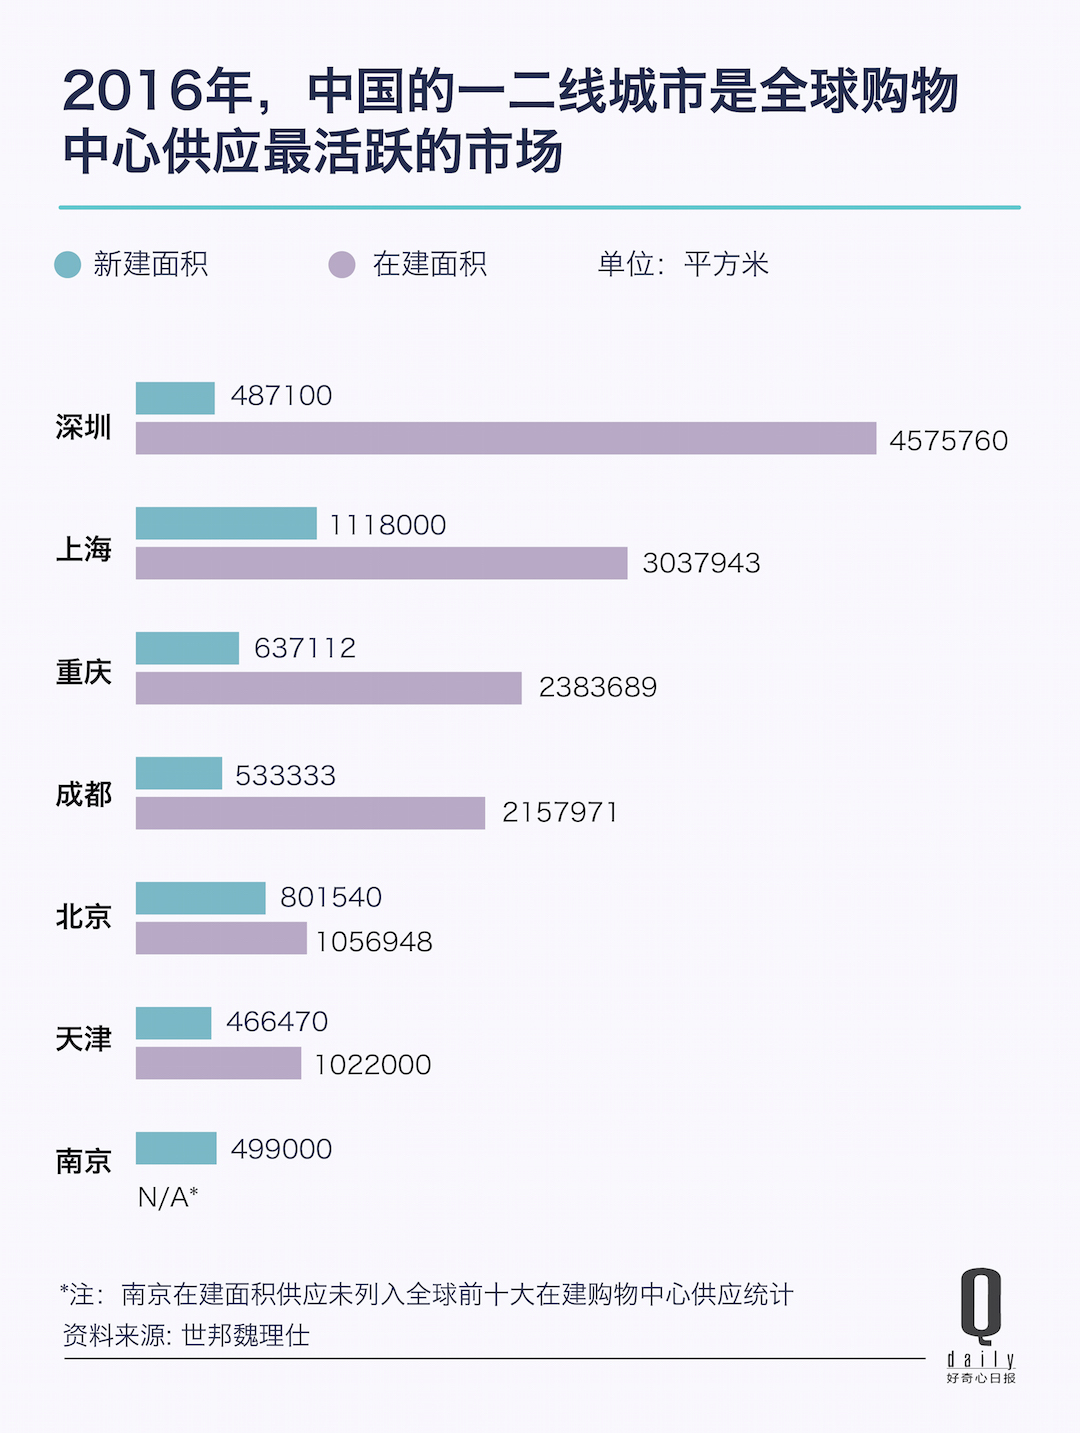 2016年，中国的一二线城市是全球购物
中心供应最活跃的市场
新建面积 在建面积 单位：平方米
487100
深圳
4575760
1118000
上海
3037943
637112
重庆
2383689
533333
成都
2157971
801540
北京
1056948
466470
天津
1022000
499000
南京
N/A*
*注：南京在建面积供应未列入全球前十大在建购物中心供应统计
资料来源: 世邦魏理仕
Q
daily
好奇心日报